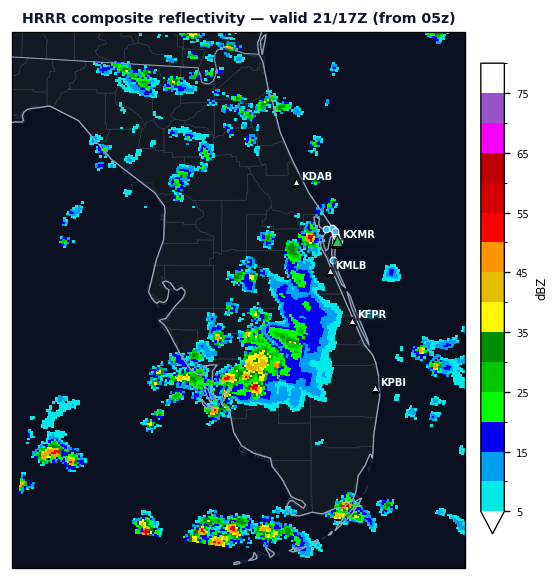 HRRR composite reflectivity — valid 21/17Z (from 05z)
75
65
55
45
35
25
15
5
dBZ
KDAB
KXMR
KMLB
KFPR
KPBI